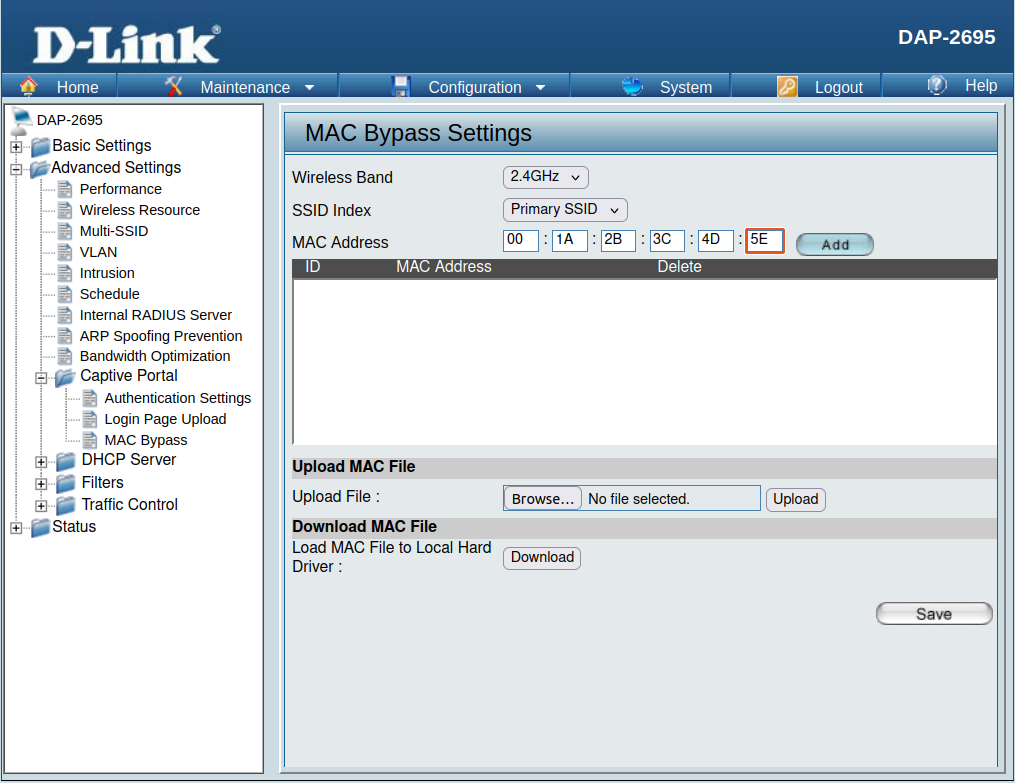 D-Link®
DAP-2695
Home Maintenance Configuration System Logout Help
DAP-2695
Basic Settings
Advanced Settings
Performance
Wireless Resource
Multi-SSID
VLAN
Intrusion
Schedule
Internal RADIUS Server
ARP Spoofing Prevention
Bandwidth Optimization
Captive Portal
Authentication Settings
Login Page Upload
MAC Bypass
DHCP Server
Filters
Traffic Control
Status
MAC Bypass Settings
Wireless Band 2.4GHz
SSID Index Primary SSID
MAC Address 00 : 1A : 2B : 3C : 4D : 5E Add
ID MAC Address Delete
Upload MAC File
Upload File : Browse... No file selected. Upload
Download MAC File
Load MAC File to Local Hard
Driver : Download
Save